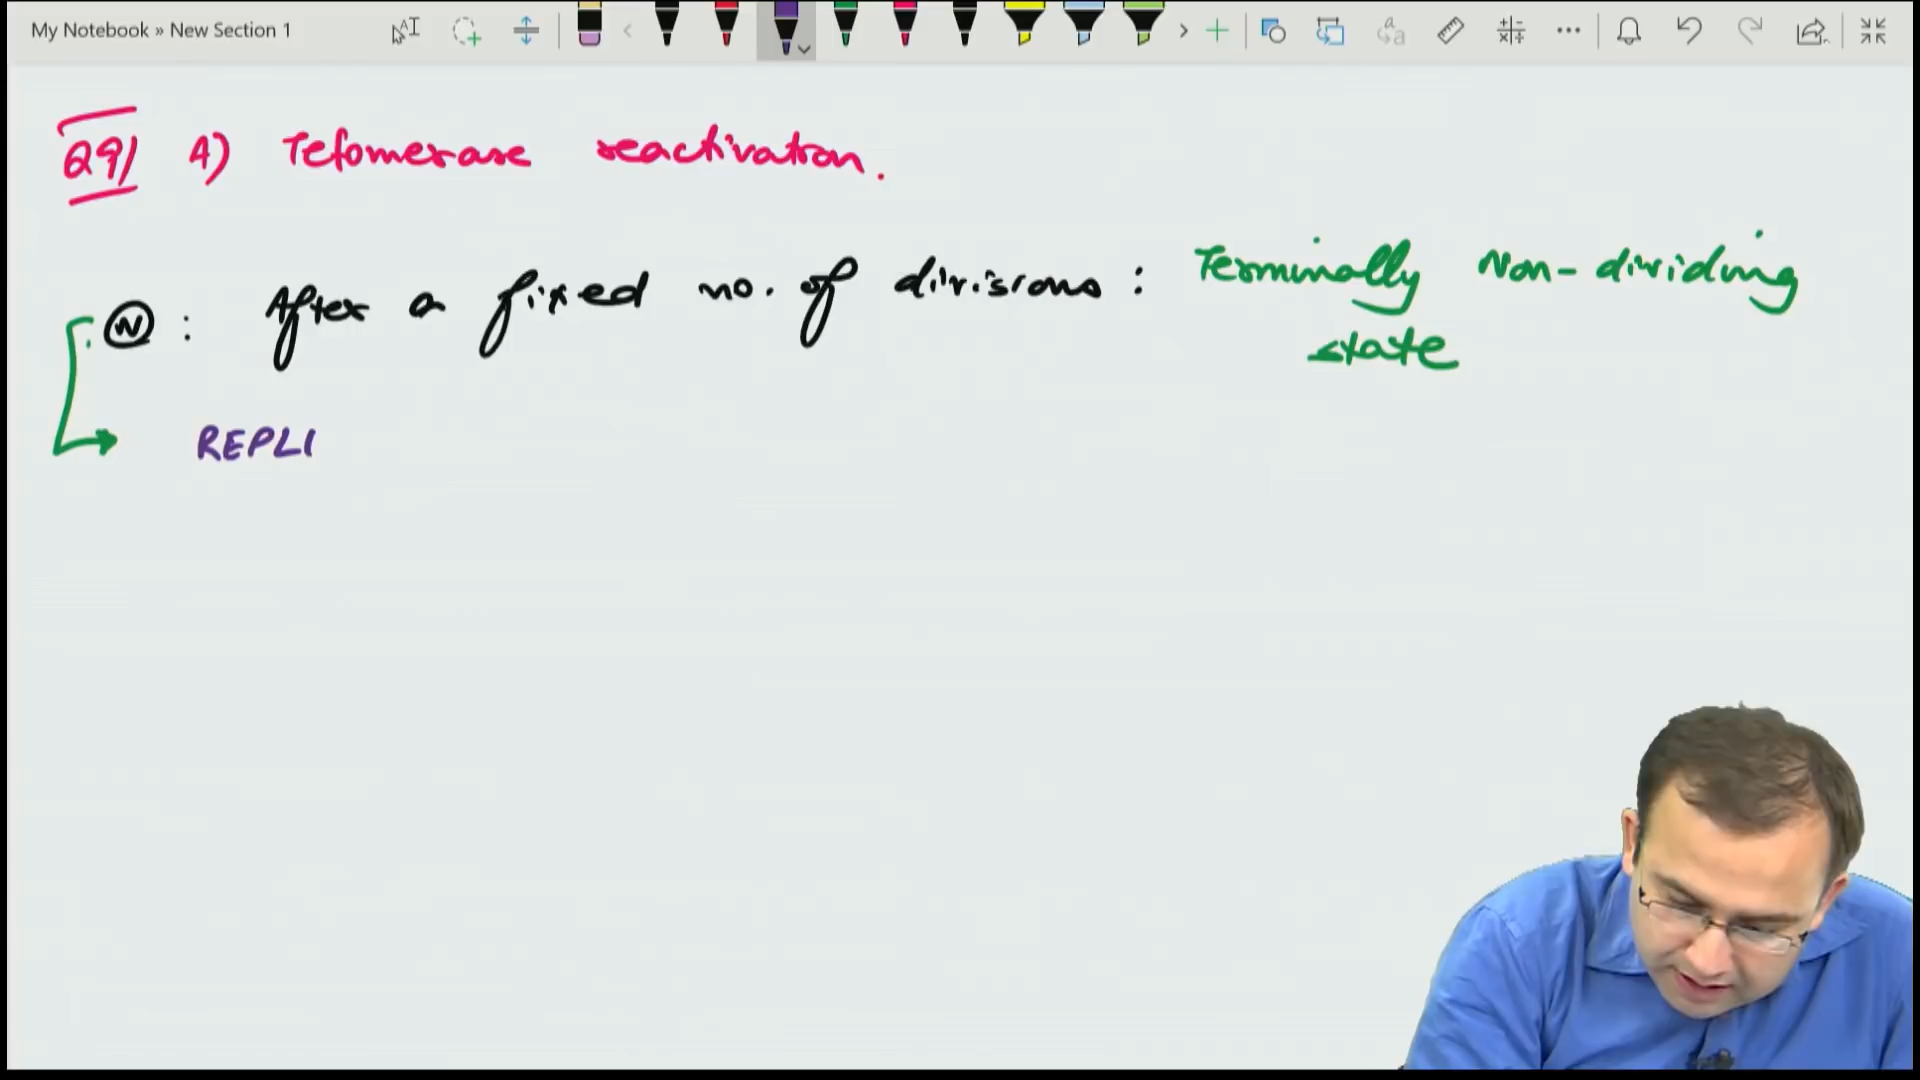 My Notebook » New Section 1
Q9/ A) Telomerase reactivation.
N : After a fixed no. of divisions : Terminally Non-dividing
state
REPLI